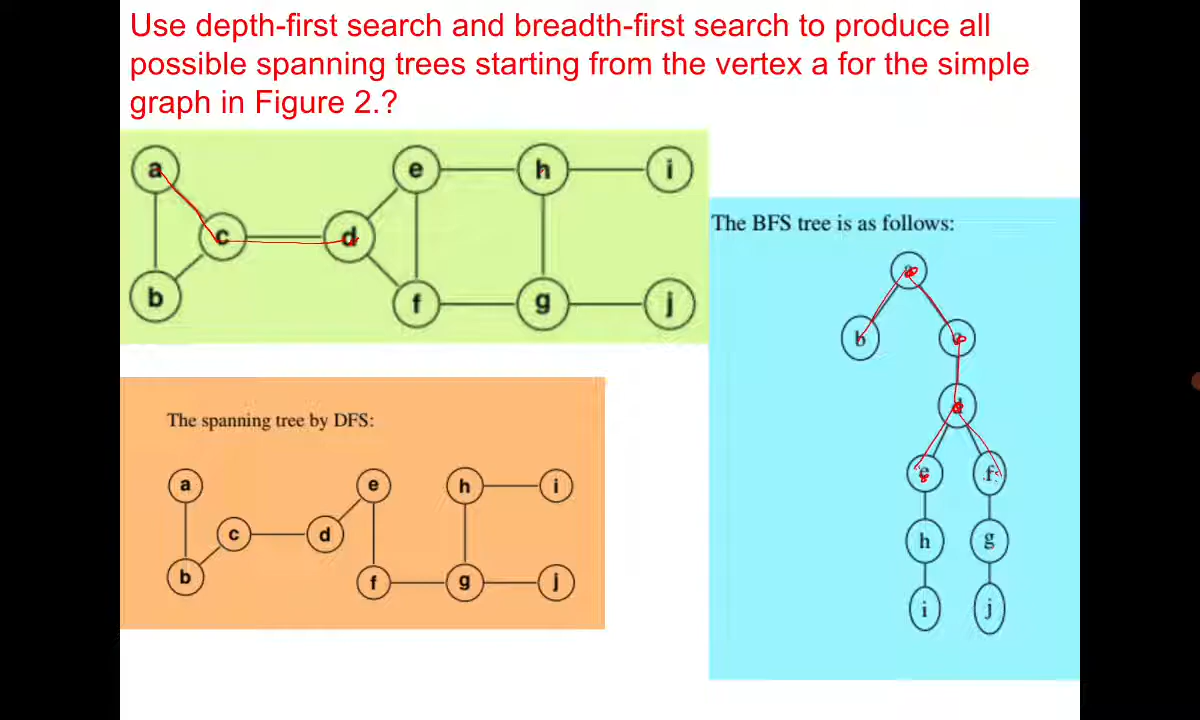 Use depth-first search and breadth-first search to produce all
possible spanning trees starting from the vertex a for the simple
graph in Figure 2.?
a e h i
c d
b f g j
The BFS tree is as follows:
b
d
e f
h g
i j
The spanning tree by DFS:
a e h i
c d
b f g j